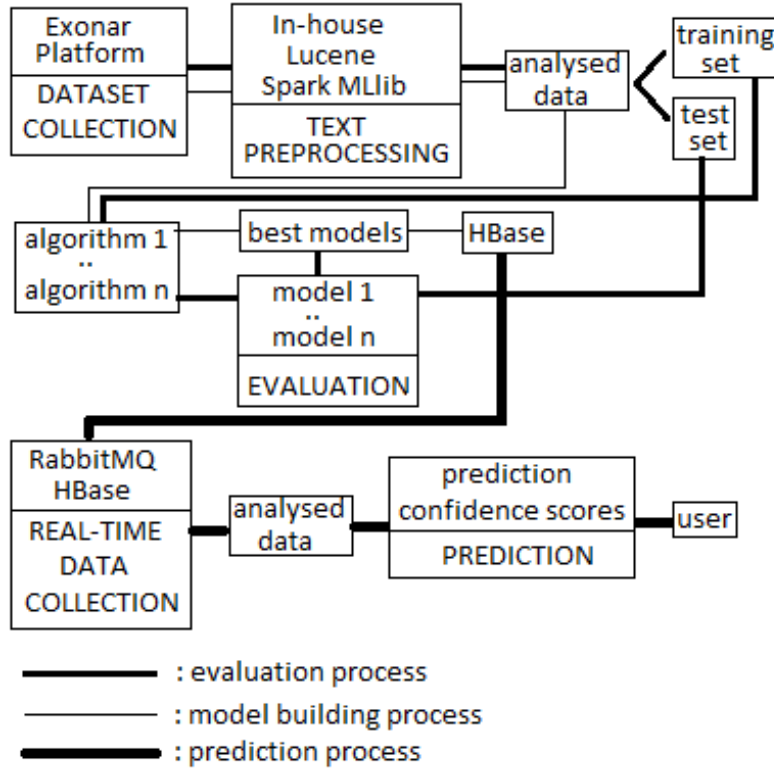 Exonar
Platform
DATASET
COLLECTION
In-house
Lucene
Spark MLlib
TEXT
PREPROCESSING
analysed
data
training
set
test
set
algorithm 1
..
algorithm n
best models
HBase
model 1
..
model n
EVALUATION
RabbitMQ
HBase
REAL-TIME
DATA
COLLECTION
analysed
data
prediction
confidence scores
PREDICTION
user
: evaluation process
: model building process
: prediction process